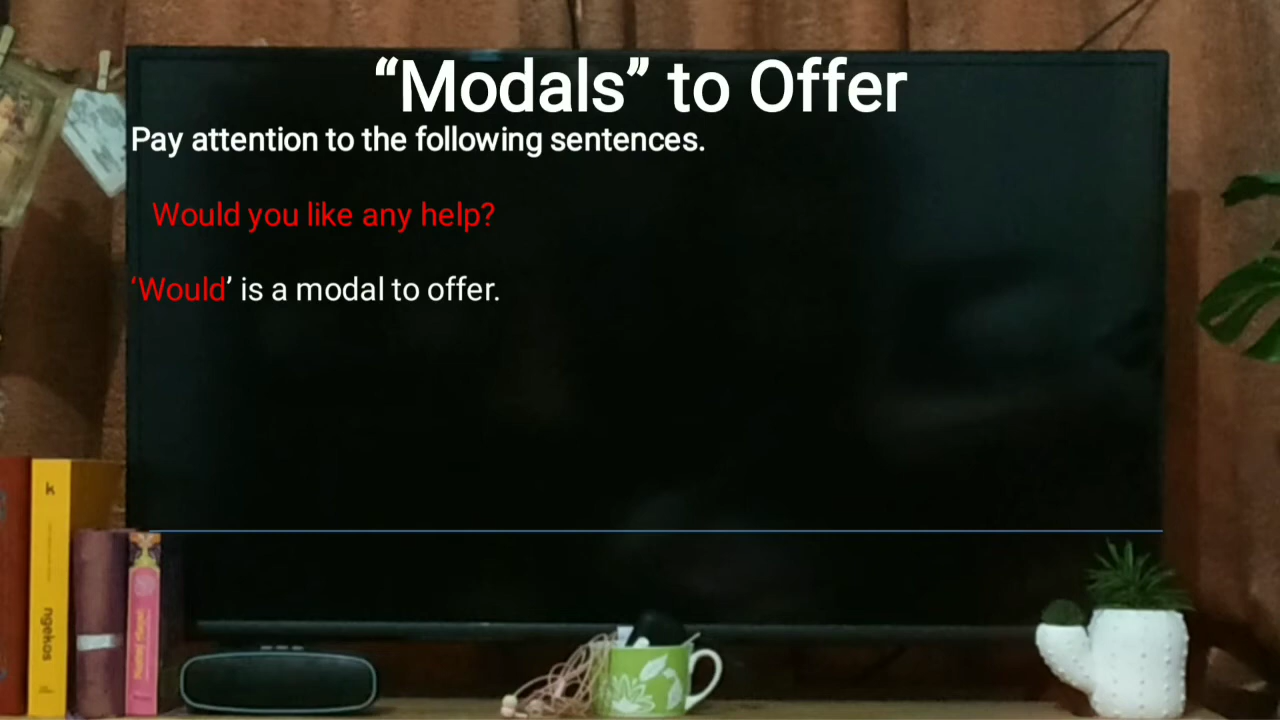 “Modals” to Offer
Pay attention to the following sentences.
Would you like any help?
‘Would’ is a modal to offer.
k
ngekos